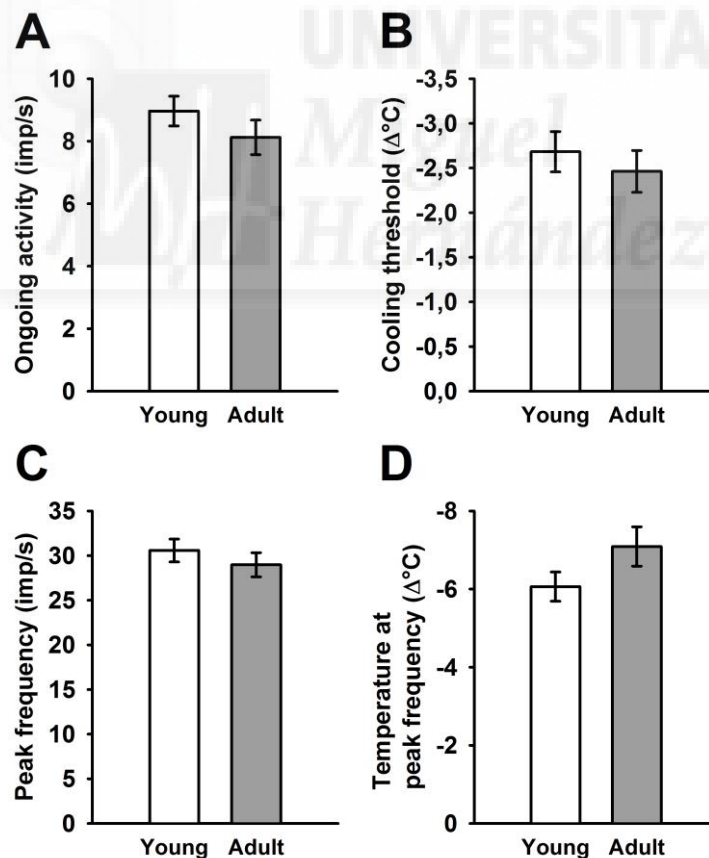 A
Ongoing activity (imp/s)
10
8
6
4
2
0
Young Adult
B
Cooling threshold (Δ°C)
-3,5
-3,0
-2,5
-2,0
-1,5
-1,0
-0,5
0,0
Young Adult
C
Peak frequency (imp/s)
35
30
25
20
15
10
5
0
Young Adult
D
Temperature at
peak frequency (Δ°C)
-8
-6
-4
-2
0
Young Adult
UNIVERSITA
Miguel
Hernández